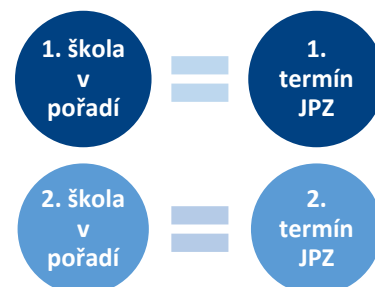 1. škola
v
pořadí
1.
termín
JPZ
2. škola
v
pořadí
2.
termín
JPZ